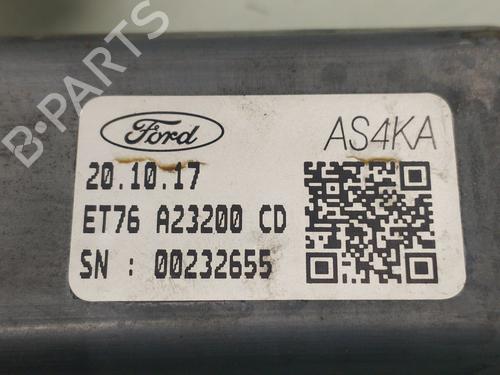 B-PARTS
Ford
AS4KA
20.10.17
ET76 A23200 CD
SN : 00232655